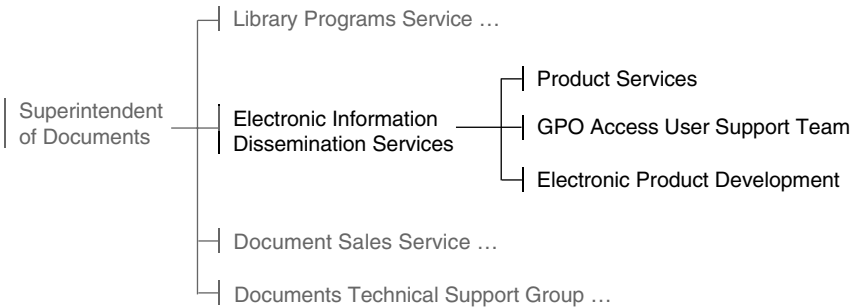 Library Programs Service …
Superintendent
of Documents
Electronic Information
Dissemination Services
Product Services
GPO Access User Support Team
Electronic Product Development
Document Sales Service …
Documents Technical Support Group …